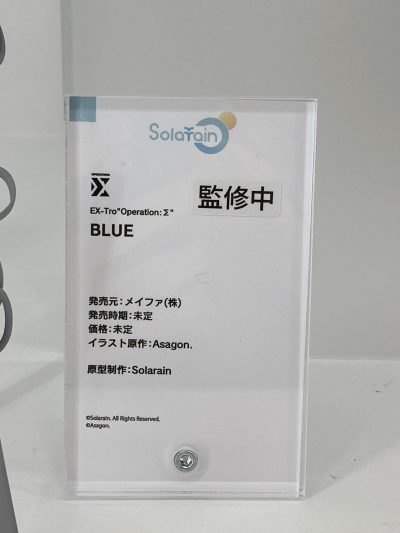 Solarain
監修中
EX-Tro"Operation:Σ"
BLUE
発売元：メイファ(株)
発売時期：未定
価格：未定
イラスト原作：Asagon.
原型制作：Solarain
©Solarain. All Rights Reserved.
©Asagon.